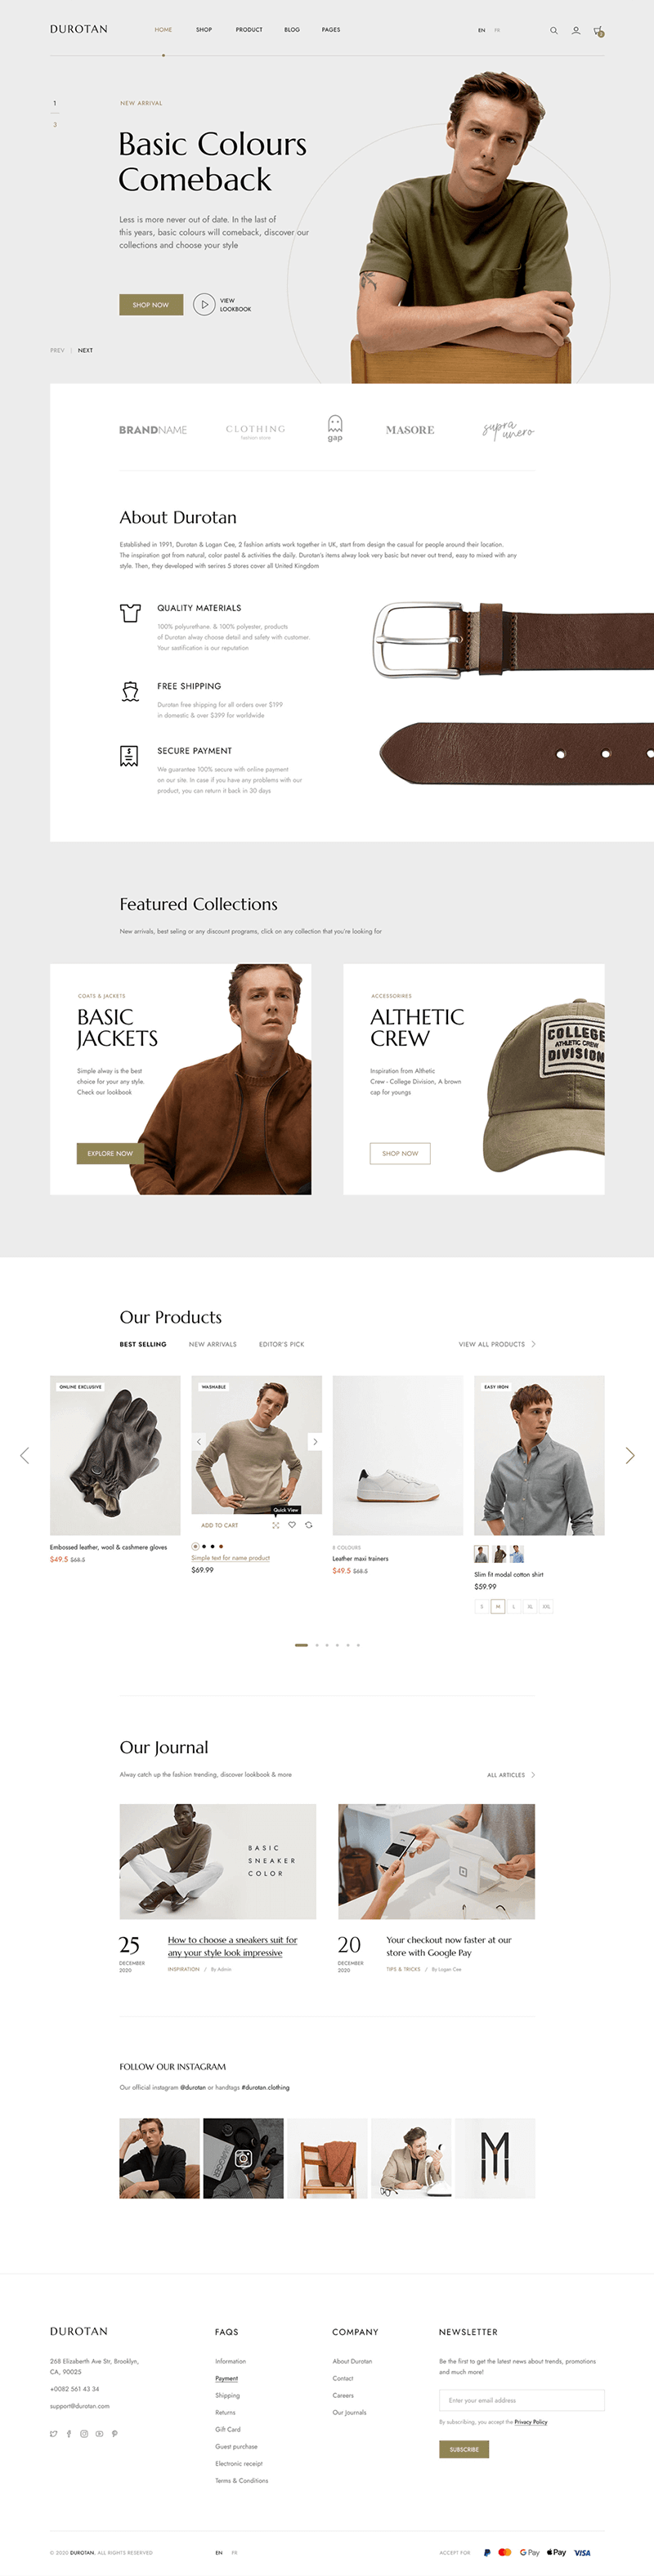 DUROTAN
HOME
SHOP
PRODUCT
BLOG
PAGES
EN
FR
1
3
NEW ARRIVAL
Basic Colours
Comeback
Less is more never out of date. In the last of
this years, basic colours will comeback, discover our
collections and choose your style
SHOP NOW
VIEW
LOOKBOOK
PREV | NEXT
BRANDNAME
CLOTHING
fashion store
gap
MASORE
supra unero
About Durotan
Established in 1991, Durotan & Logan Cee, 2 fashion artists work together in UK, start from design the casual for people around their location.
The inspiration got from natural, color pastel & activities the daily. Durotan's items alway look very basic but never out trend, easy to mixed with any
style. Then, they developed with serires 5 stores cover all United Kingdom
QUALITY MATERIALS
100% polyurethane. & 100% polyester, products
of Durotan alway choose detail and safety with customer.
Your sastification is our reputation
FREE SHIPPING
Durotan free shipping for all orders over $199
in domestic & over $399 for worldwide
SECURE PAYMENT
We guarantee 100% secure with online payment
on our site. In case if you have any problems with our
product, you can return it back in 30 days
Featured Collections
New arrivals, best seling or any discount programs, click on any collection that you're looking for
COATS & JACKETS
BASIC
JACKETS
Simple alway is the best
choice for your any style.
Check our lookbook
EXPLORE NOW
ACCESSORIRES
ALTHETIC
CREW
Inspiration from Althetic
Crew - College Division, A brown
cap for youngs
SHOP NOW
COLLEGE
ATHLETIC CREW
DIVISION
Our Products
BEST SELLING
NEW ARRIVALS
EDITOR'S PICK
VIEW ALL PRODUCTS
ONLINE EXCLUSIVE
Embossed leather, wool & cashmere gloves
$49.5 $68.5
WASHABLE
Quick View
ADD TO CART
Simple text for name product
$69.99
6 COLOURS
Leather maxi trainers
$49.5 $68.5
EASY IRON
Slim fit modal cotton shirt
$59.99
S
M
L
XL
XXL
Our Journal
Alway catch up the fashion trending, discover lookbook & more
ALL ARTICLES
BASIC
SNEAKER
COLOR
25
DECEMBER
2020
How to choose a sneakers suit for
any your style look impressive
INSPIRATION / By Admin
20
DECEMBER
2020
Your checkout now faster at our
store with Google Pay
TIPS & TRICKS / By Logan Cee
FOLLOW OUR INSTAGRAM
Our official instagram @durotan or handtags #durotan.clothing
DUROTAN
268 Elizaberth Ave Str, Brooklyn,
CA, 90025
+0082 561 43 34
support@durotan.com
FAQS
Information
Payment
Shipping
Returns
Gift Card
Guest purchase
Electronic receipt
Terms & Conditions
COMPANY
About Durotan
Contact
Careers
Our Journals
NEWSLETTER
Be the first to get the latest news about trends, promotions
and much more!
Enter your email address
By subscribing, you accept the Privacy Policy
SUBSCRIBE
© 2020 DUROTAN. ALL RIGHTS RESERVED
EN
FR
ACCEPT FOR
G Pay
Pay
VISA